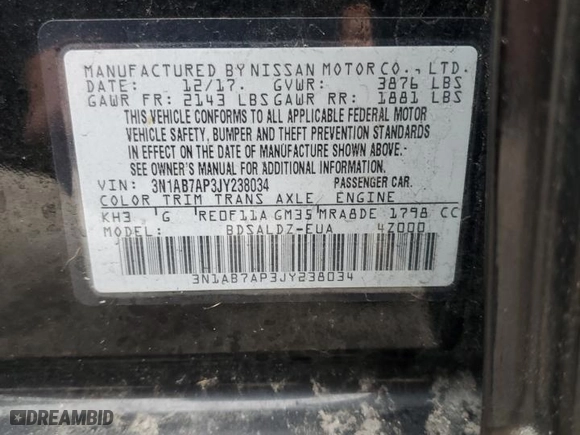 MANUFACTURED BY NISSAN MOTOR CO., LTD.
DATE: 12/17. GVWR: 3876 LBS
GAWR FR: 2143 LBS GAWR RR: 1881 LBS
THIS VEHICLE CONFORMS TO ALL APPLICABLE FEDERAL MOTOR
VEHICLE SAFETY, BUMPER AND THEFT PREVENTION STANDARDS
IN EFFECT ON THE DATE OF MANUFACTURE SHOWN ABOVE.
SEE OWNER'S MANUAL FOR ADDITIONAL INFORMATION.
VIN: 3N1AB7AP3JY238034 PASSENGER CAR.
COLOR TRIM TRANS AXLE ENGINE
KH3 G RE0F11A GM35 MRA8DE 1798 CC
BDSALDZ-EUA 4Z000
3N1AB7AP3JY238034
DREAMBID